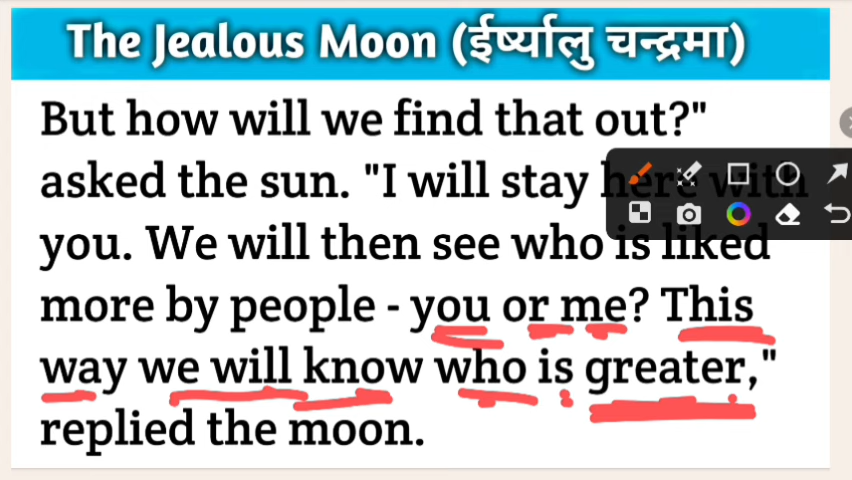 The Jealous Moon (ईर्ष्यालु चन्द्रमा)
But how will we find that out?"
asked the sun. "I will stay here with
you. We will then see who is liked
more by people - you or me? This
way we will know who is greater,"
replied the moon.